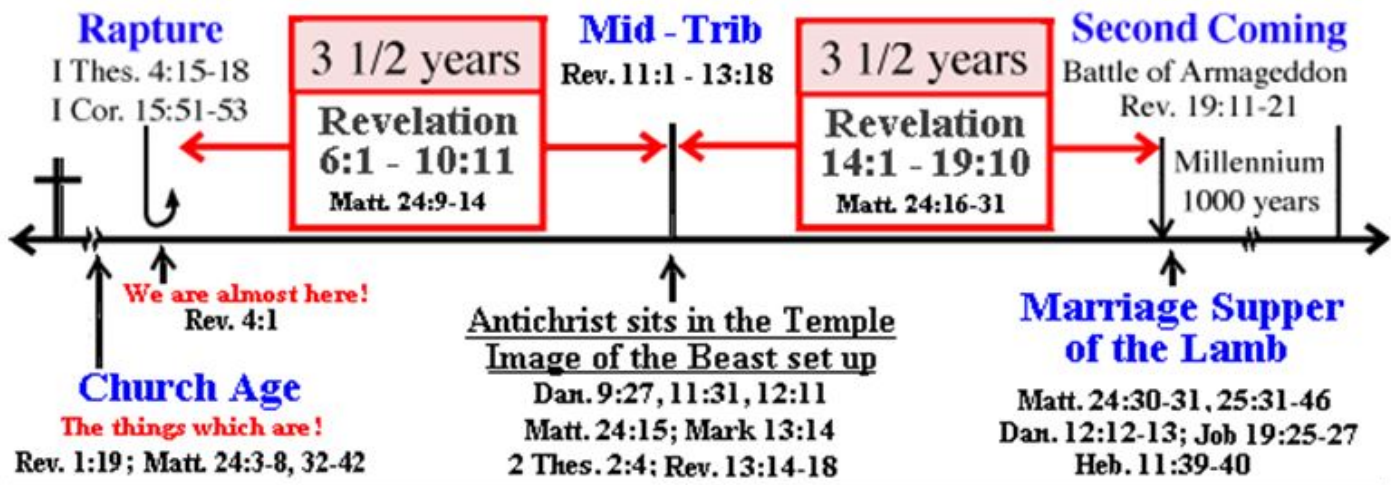 Rapture
I Thes. 4:15-18
I Cor. 15:51-53
3 1/2 years
Revelation
6:1 - 10:11
Matt. 24:9-14
Mid - Trib
Rev. 11:1 - 13:18
3 1/2 years
Revelation
14:1 - 19:10
Matt. 24:16-31
Second Coming
Battle of Armageddon
Rev. 19:11-21
Millennium
1000 years
We are almost here!
Rev. 4:1
Church Age
The things which are!
Rev. 1:19; Matt. 24:3-8, 32-42
Antichrist sits in the Temple
Image of the Beast set up
Dan. 9:27, 11:31, 12:11
Matt. 24:15; Mark 13:14
2 Thes. 2:4; Rev. 13:14-18
Marriage Supper
of the Lamb
Matt. 24:30-31, 25:31-46
Dan. 12:12-13; Job 19:25-27
Heb. 11:39-40